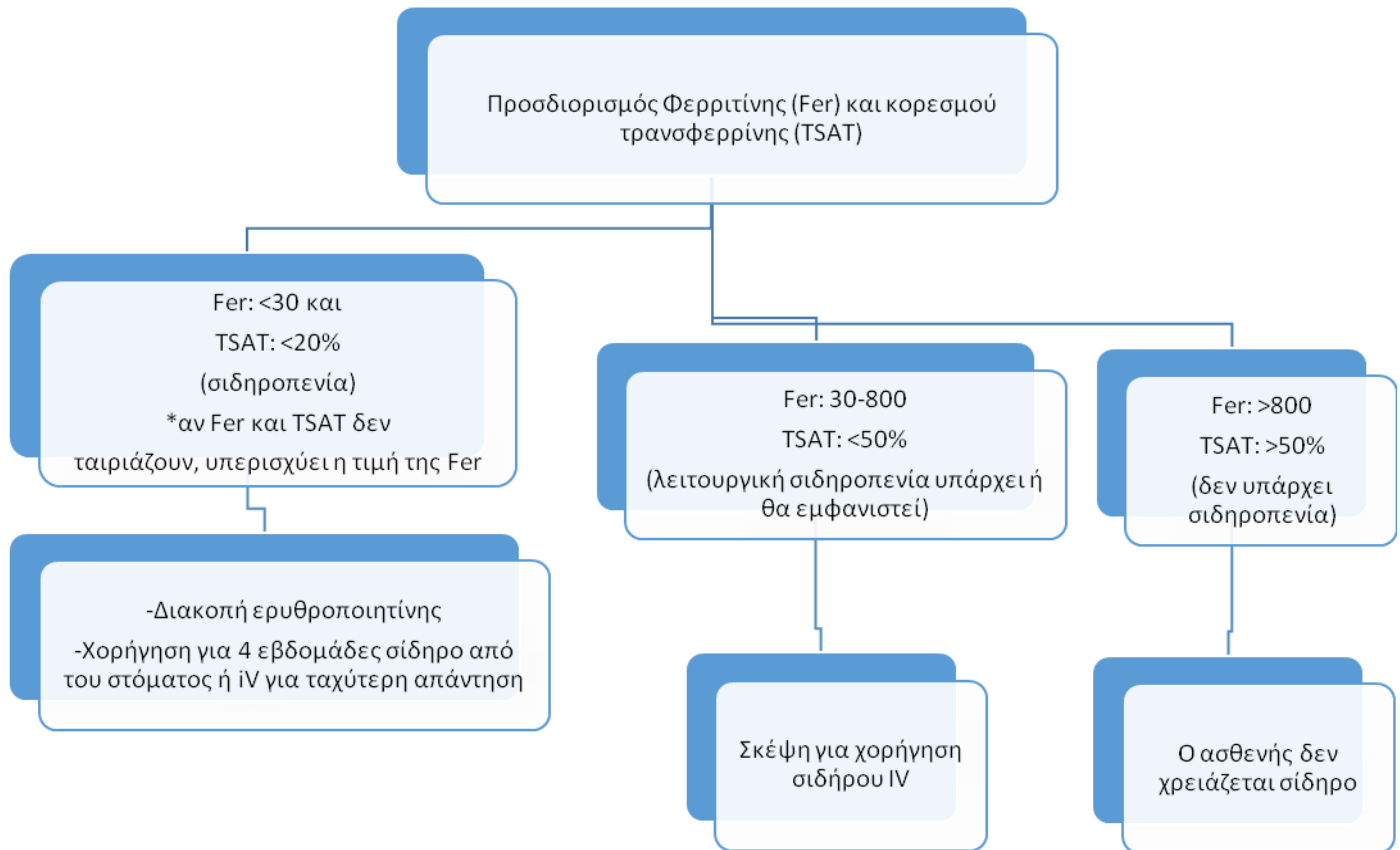 Προσδιορισμός Φερριτίνης (Fer) και κορεσμού
τρανσφερρίνης (TSAT)
Fer: <30 και
TSAT: <20%
(σιδηροπενία)
*αν Fer και TSAT δεν
ταιριάζουν, υπερισχύει η τιμή της Fer
Fer: 30-800
TSAT: <50%
(λειτουργική σιδηροπενία υπάρχει ή
θα εμφανιστεί)
Fer: >800
TSAT: >50%
(δεν υπάρχει
σιδηροπενία)
-Διακοπή ερυθροποιητίνης
-Χορήγηση για 4 εβδομάδες σίδηρο από
του στόματος ή iV για ταχύτερη απάντηση
Σκέψη για χορήγηση
σιδήρου IV
Ο ασθενής δεν
χρειάζεται σίδηρο